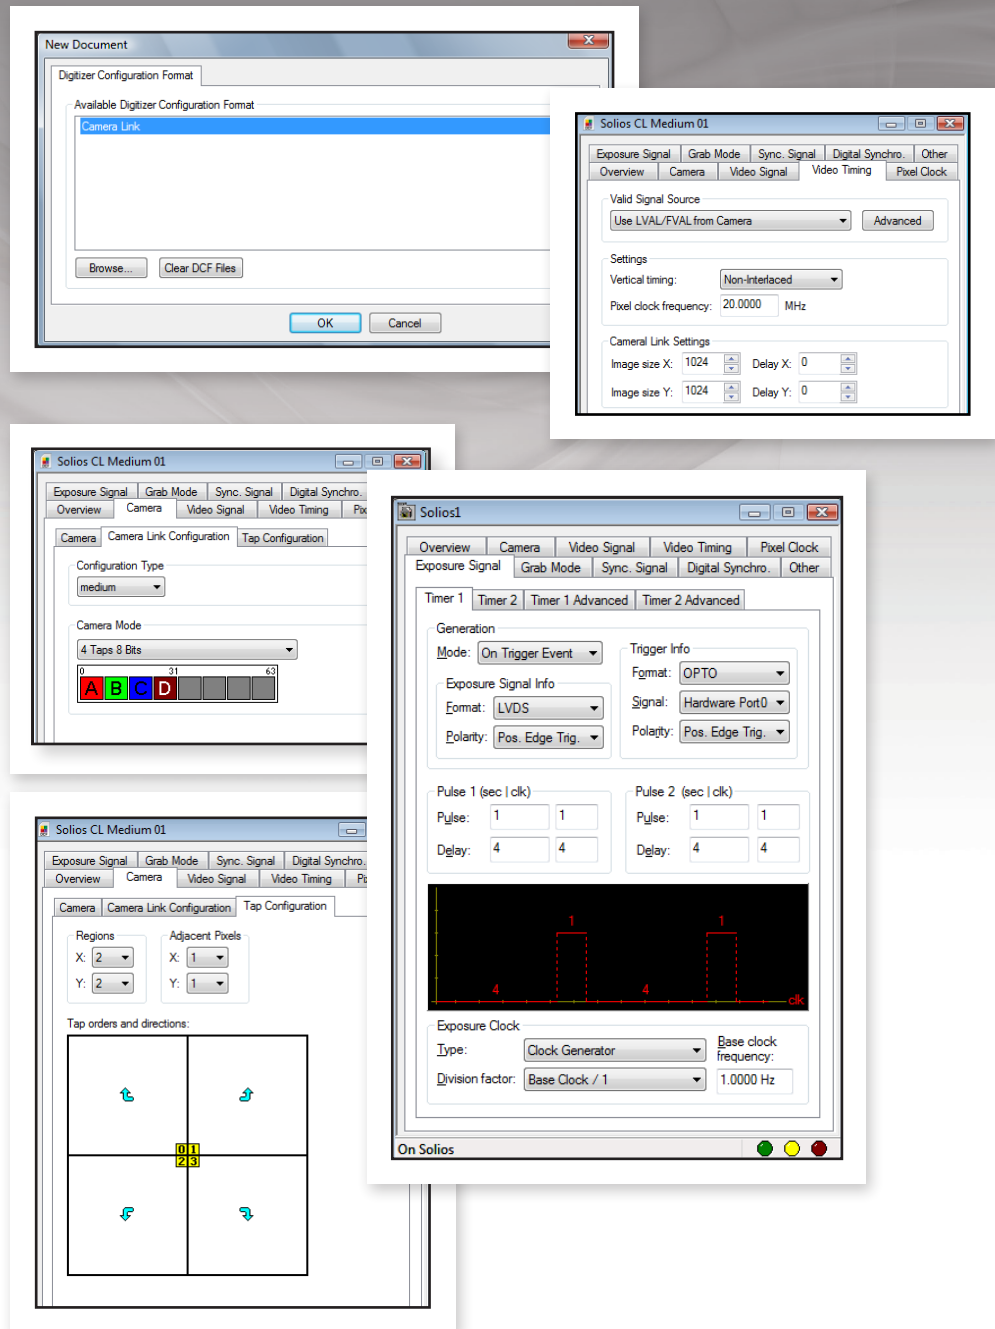 New Document
Digitizer Configuration Format
Available Digitizer Configuration Format
Camera Link
Browse...
Clear DCF Files
OK
Cancel
Solios CL Medium 01
Exposure Signal
Grab Mode
Sync. Signal
Digital Synchro.
Other
Overview
Camera
Video Signal
Video Timing
Pixel Clock
Valid Signal Source
Use LVAL/FVAL from Camera
Advanced
Settings
Vertical timing:
Non-Interlaced
Pixel clock frequency:
20.0000
MHz
Cameral Link Settings
Image size X:
1024
Delay X:
0
Image size Y:
1024
Delay Y:
0
Solios CL Medium 01
Exposure Signal
Grab Mode
Sync. Signal
Digital Synchro.
Overview
Camera
Video Signal
Video Timing
Pix
Camera
Camera Link Configuration
Tap Configuration
Configuration Type
medium
Camera Mode
4 Taps 8 Bits
0
31
63
A
B
C
D
Solios1
Overview
Camera
Video Signal
Video Timing
Pixel Clock
Exposure Signal
Grab Mode
Sync. Signal
Digital Synchro.
Other
Timer 1
Timer 2
Timer 1 Advanced
Timer 2 Advanced
Generation
Mode:
On Trigger Event
Exposure Signal Info
Format:
LVDS
Polarity:
Pos. Edge Trig.
Trigger Info
Format:
OPTO
Signal:
Hardware Port0
Polarity:
Pos. Edge Trig.
Pulse 1 (sec | clk)
Pulse:
1
1
Delay:
4
4
Pulse 2 (sec | clk)
Pulse:
1
1
Delay:
4
4
1
1
4
4
clk
Exposure Clock
Type:
Clock Generator
Base clock
frequency:
Division factor:
Base Clock / 1
1.0000 Hz
On Solios
Solios CL Medium 01
Exposure Signal
Grab Mode
Sync. Signal
Digital Synchro.
Overview
Camera
Video Signal
Video Timing
Pi
Camera
Camera Link Configuration
Tap Configuration
Regions
X:
2
Y:
2
Adjacent Pixels
X:
1
Y:
1
Tap orders and directions:
0
1
2
3